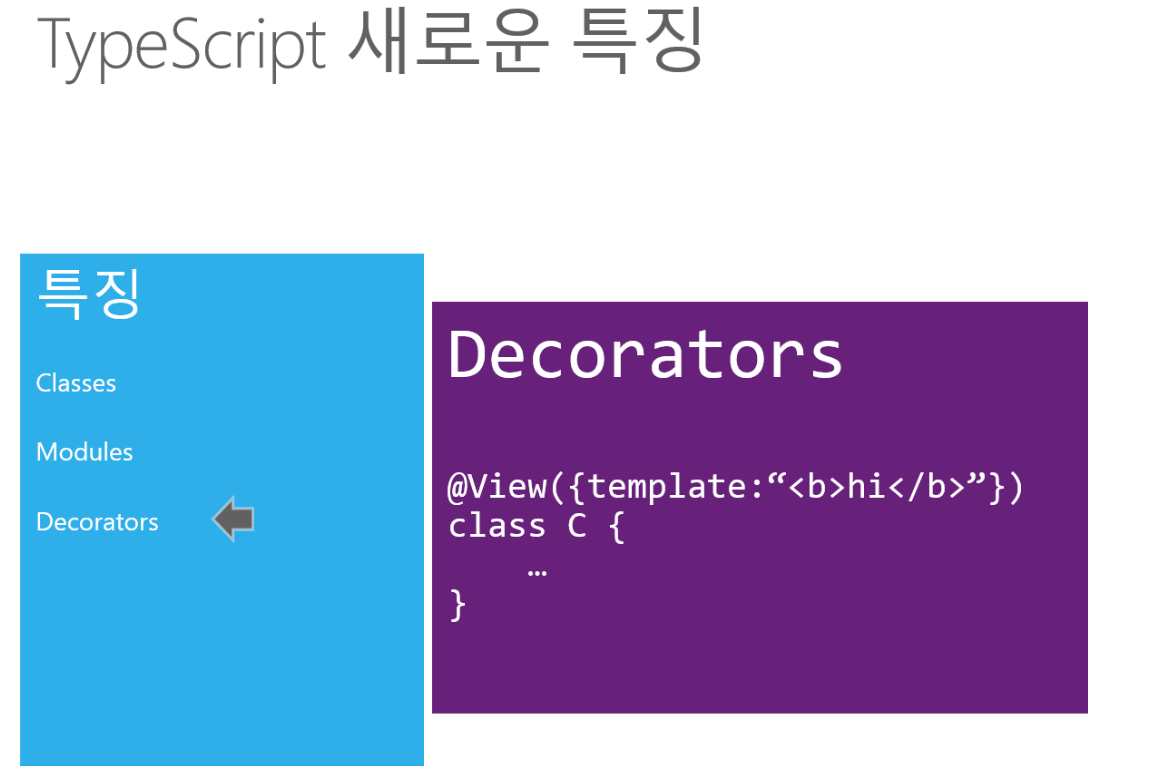 TypeScript 새로운 특징
특징
Classes
Modules
Decorators
Decorators
@View({template:“<b>hi</b>”})
class C {
    …
}